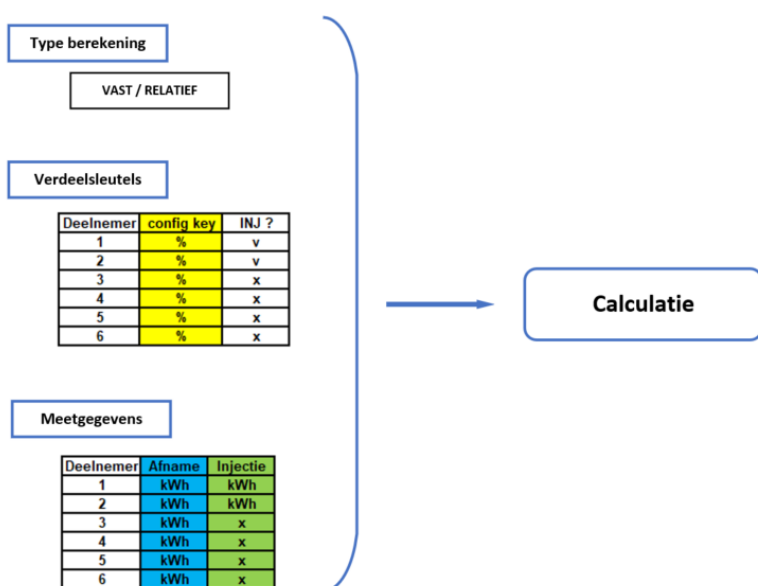 Type berekening
VAST / RELATIEF
Verdeelsleutels
Deelnemer config key INJ ?
1 % v
2 % v
3 % x
4 % x
5 % x
6 % x
Calculatie
Meetgegevens
Deelnemer Afname Injectie
1 kWh kWh
2 kWh kWh
3 kWh x
4 kWh x
5 kWh x
6 kWh x